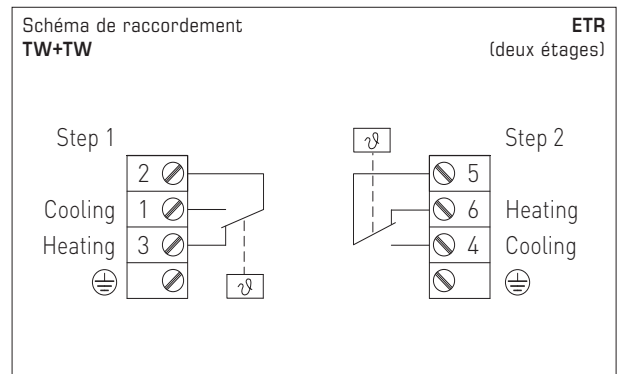 Schéma de raccordement
TW+TW
ETR
(deux étages)
Step 1
2
Cooling 1
Heating 3
ϑ
ϑ
Step 2
5
6 Heating
4 Cooling